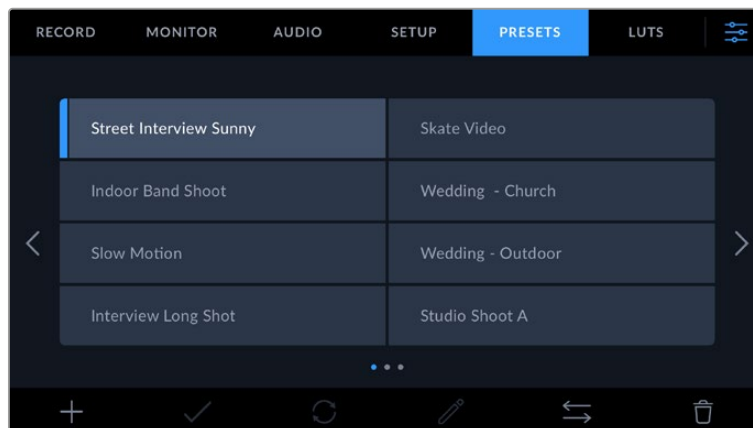 RECORD MONITOR AUDIO SETUP PRESETS LUTS
Street Interview Sunny
Skate Video
Indoor Band Shoot
Wedding - Church
Slow Motion
Wedding - Outdoor
Interview Long Shot
Studio Shoot A